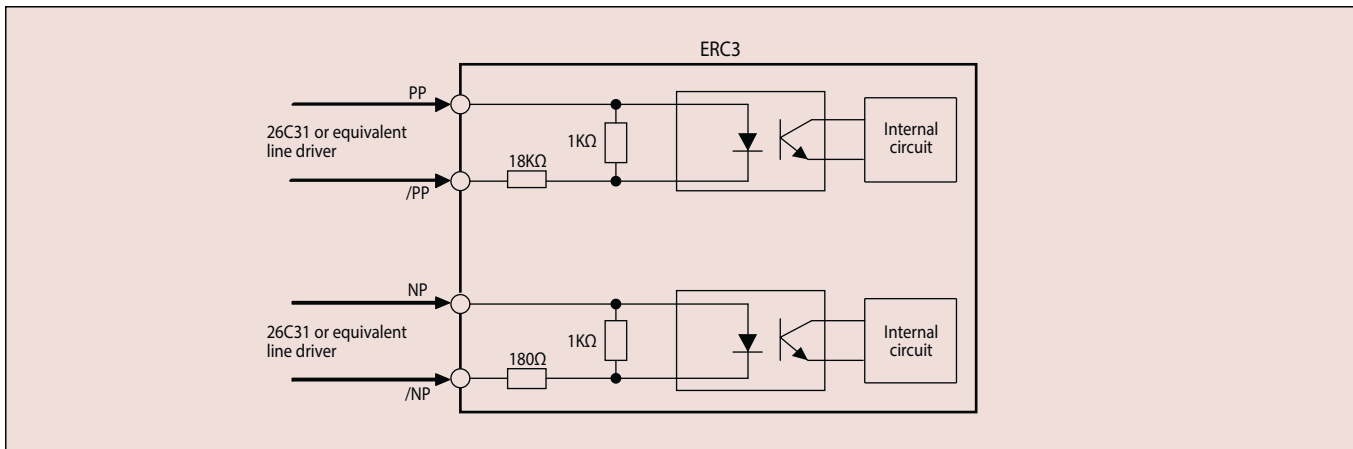 ERC3
PP
26C31 or equivalent
line driver
/PP
1KΩ
18KΩ
Internal
circuit
NP
26C31 or equivalent
line driver
/NP
1KΩ
180Ω
Internal
circuit